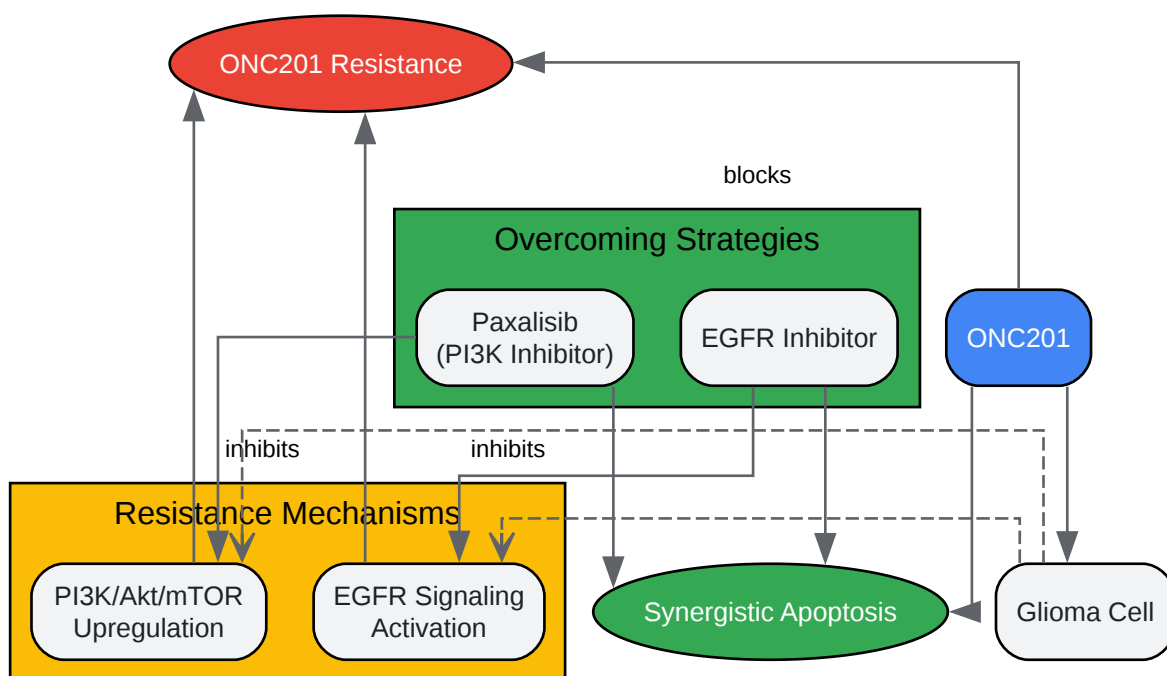 ONC201 Resistance
blocks
Overcoming Strategies
Paxalisib
(PI3K Inhibitor)
EGFR Inhibitor
ONC201
inhibits
inhibits
Resistance Mechanisms
PI3K/Akt/mTOR
Upregulation
EGFR Signaling
Activation
Synergistic Apoptosis
Glioma Cell